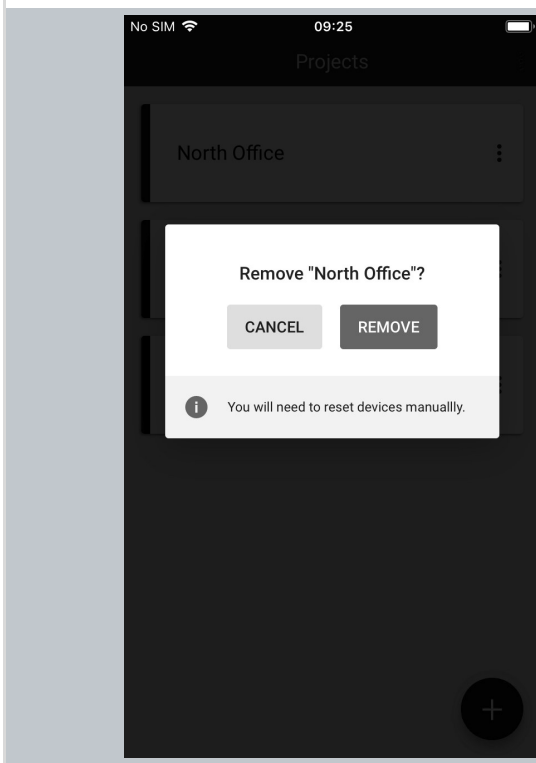 No SIM 09:25
Projects
North Office
Remove "North Office"?
CANCEL REMOVE
You will need to reset devices manuallly.